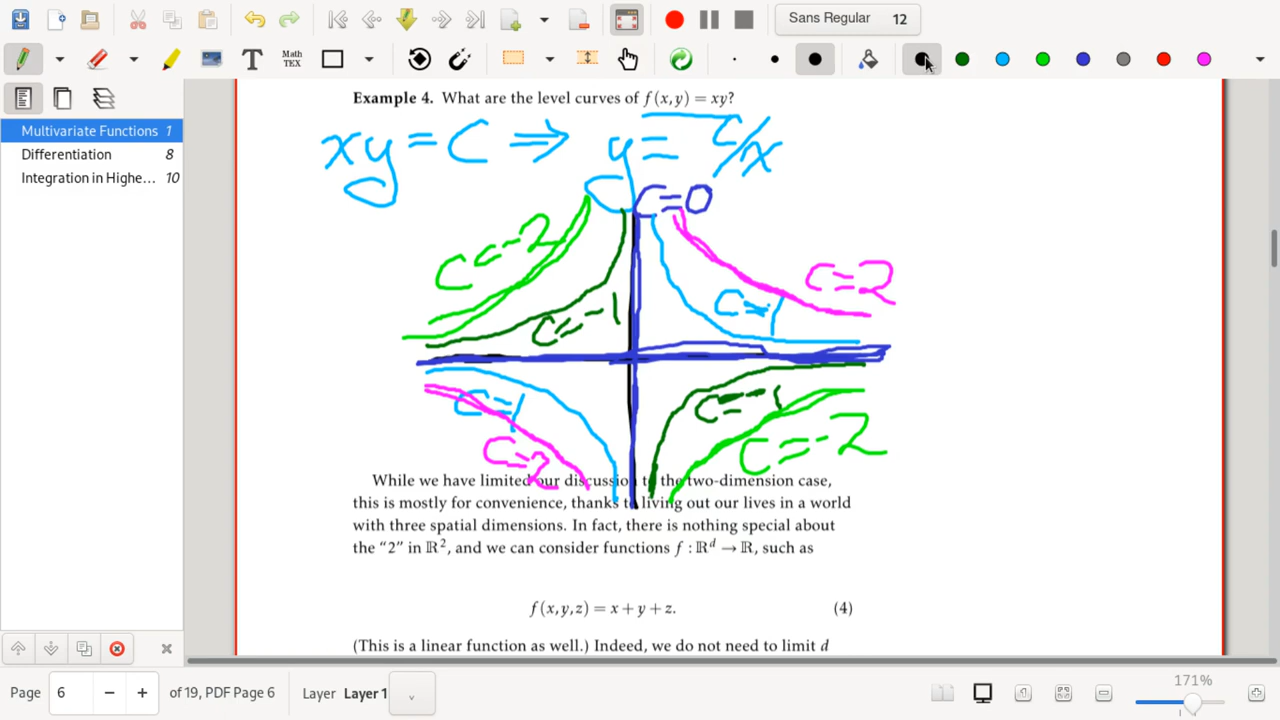 Sans Regular 12
T Math TEX
Multivariate Functions 1
Differentiation 8
Integration in Highe... 10
Example 4. What are the level curves of f(x,y) = xy?
xy = C ⇒ y = C/x
C=0
C=-2
C=2
C=1
C=-1
C=1
C=-1
C=2
C=-2
While we have limited our discussion to the two-dimension case,
this is mostly for convenience, thanks to living out our lives in a world
with three spatial dimensions. In fact, there is nothing special about
the “2” in ℝ², and we can consider functions f : ℝᵈ → ℝ, such as
f(x,y,z) = x + y + z. (4)
(This is a linear function as well.) Indeed, we do not need to limit d
Page 6 of 19, PDF Page 6 Layer Layer 1 171%